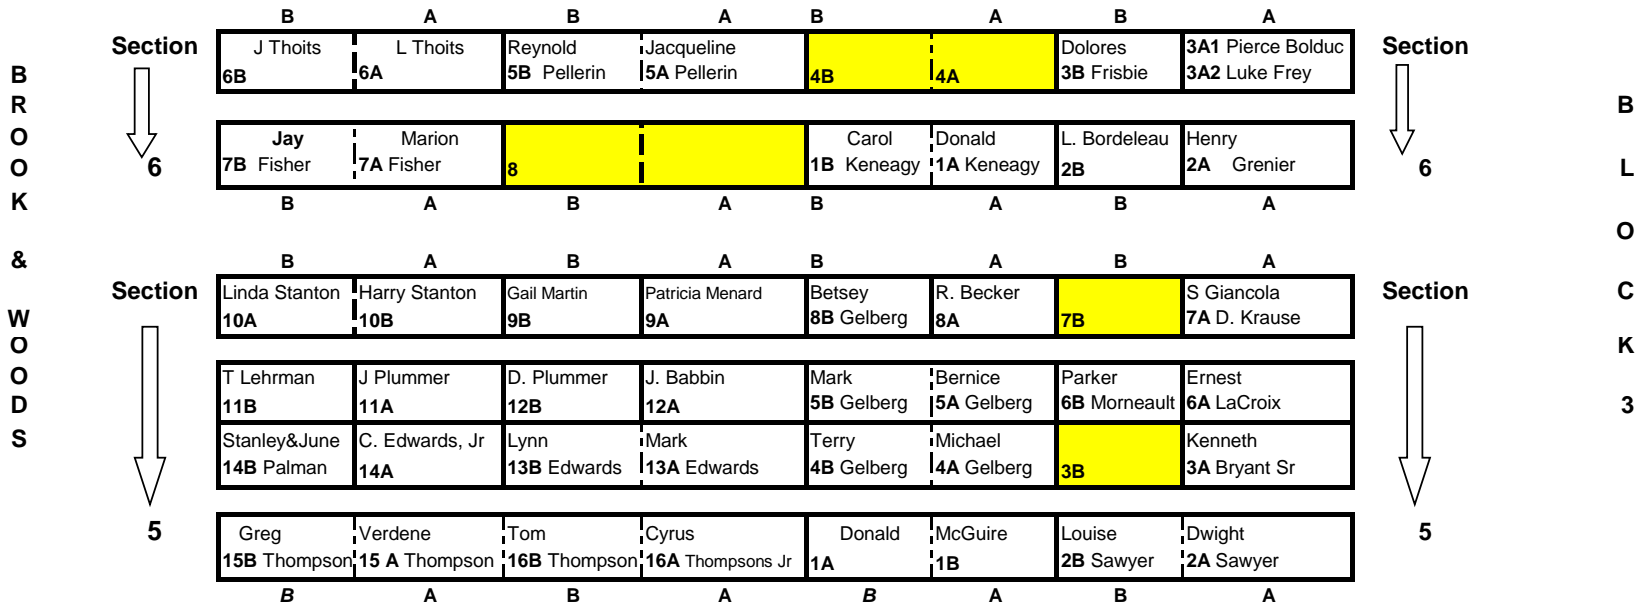 B A B A B A B A
Section J Thoits L Thoits Reynold Jacqueline Dolores 3A1 Pierce Bolduc Section
6B 6A 5B Pellerin 5A Pellerin 4B 4A 3B Frisbie 3A2 Luke Frey
Jay Marion Carol Donald L. Bordeleau Henry
6 7B Fisher 7A Fisher 8 1B Keneagy 1A Keneagy 2B 2A Grenier 6
B A B A B A B A
B A B A B A B A
Section Linda Stanton Harry Stanton Gail Martin Patricia Menard Betsey R. Becker S Giancola Section
10A 10B 9B 9A 8B Gelberg 8A 7B 7A D. Krause
T Lehrman J Plummer D. Plummer J. Babbin Mark Bernice Parker Ernest
11B 11A 12B 12A 5B Gelberg 5A Gelberg 6B Morneault 6A LaCroix
Stanley&June C. Edwards, Jr Lynn Mark Terry Michael Kenneth
14B Palman 14A 13B Edwards 13A Edwards 4B Gelberg 4A Gelberg 3B 3A Bryant Sr
5 Greg Verdene Tom Cyrus Donald McGuire Louise Dwight 5
15B Thompson 15 A Thompson 16B Thompson 16A Thompsons Jr 1A 1B 2B Sawyer 2A Sawyer
B A B A B A B A
BROOK & WOODS
BLOCK 3